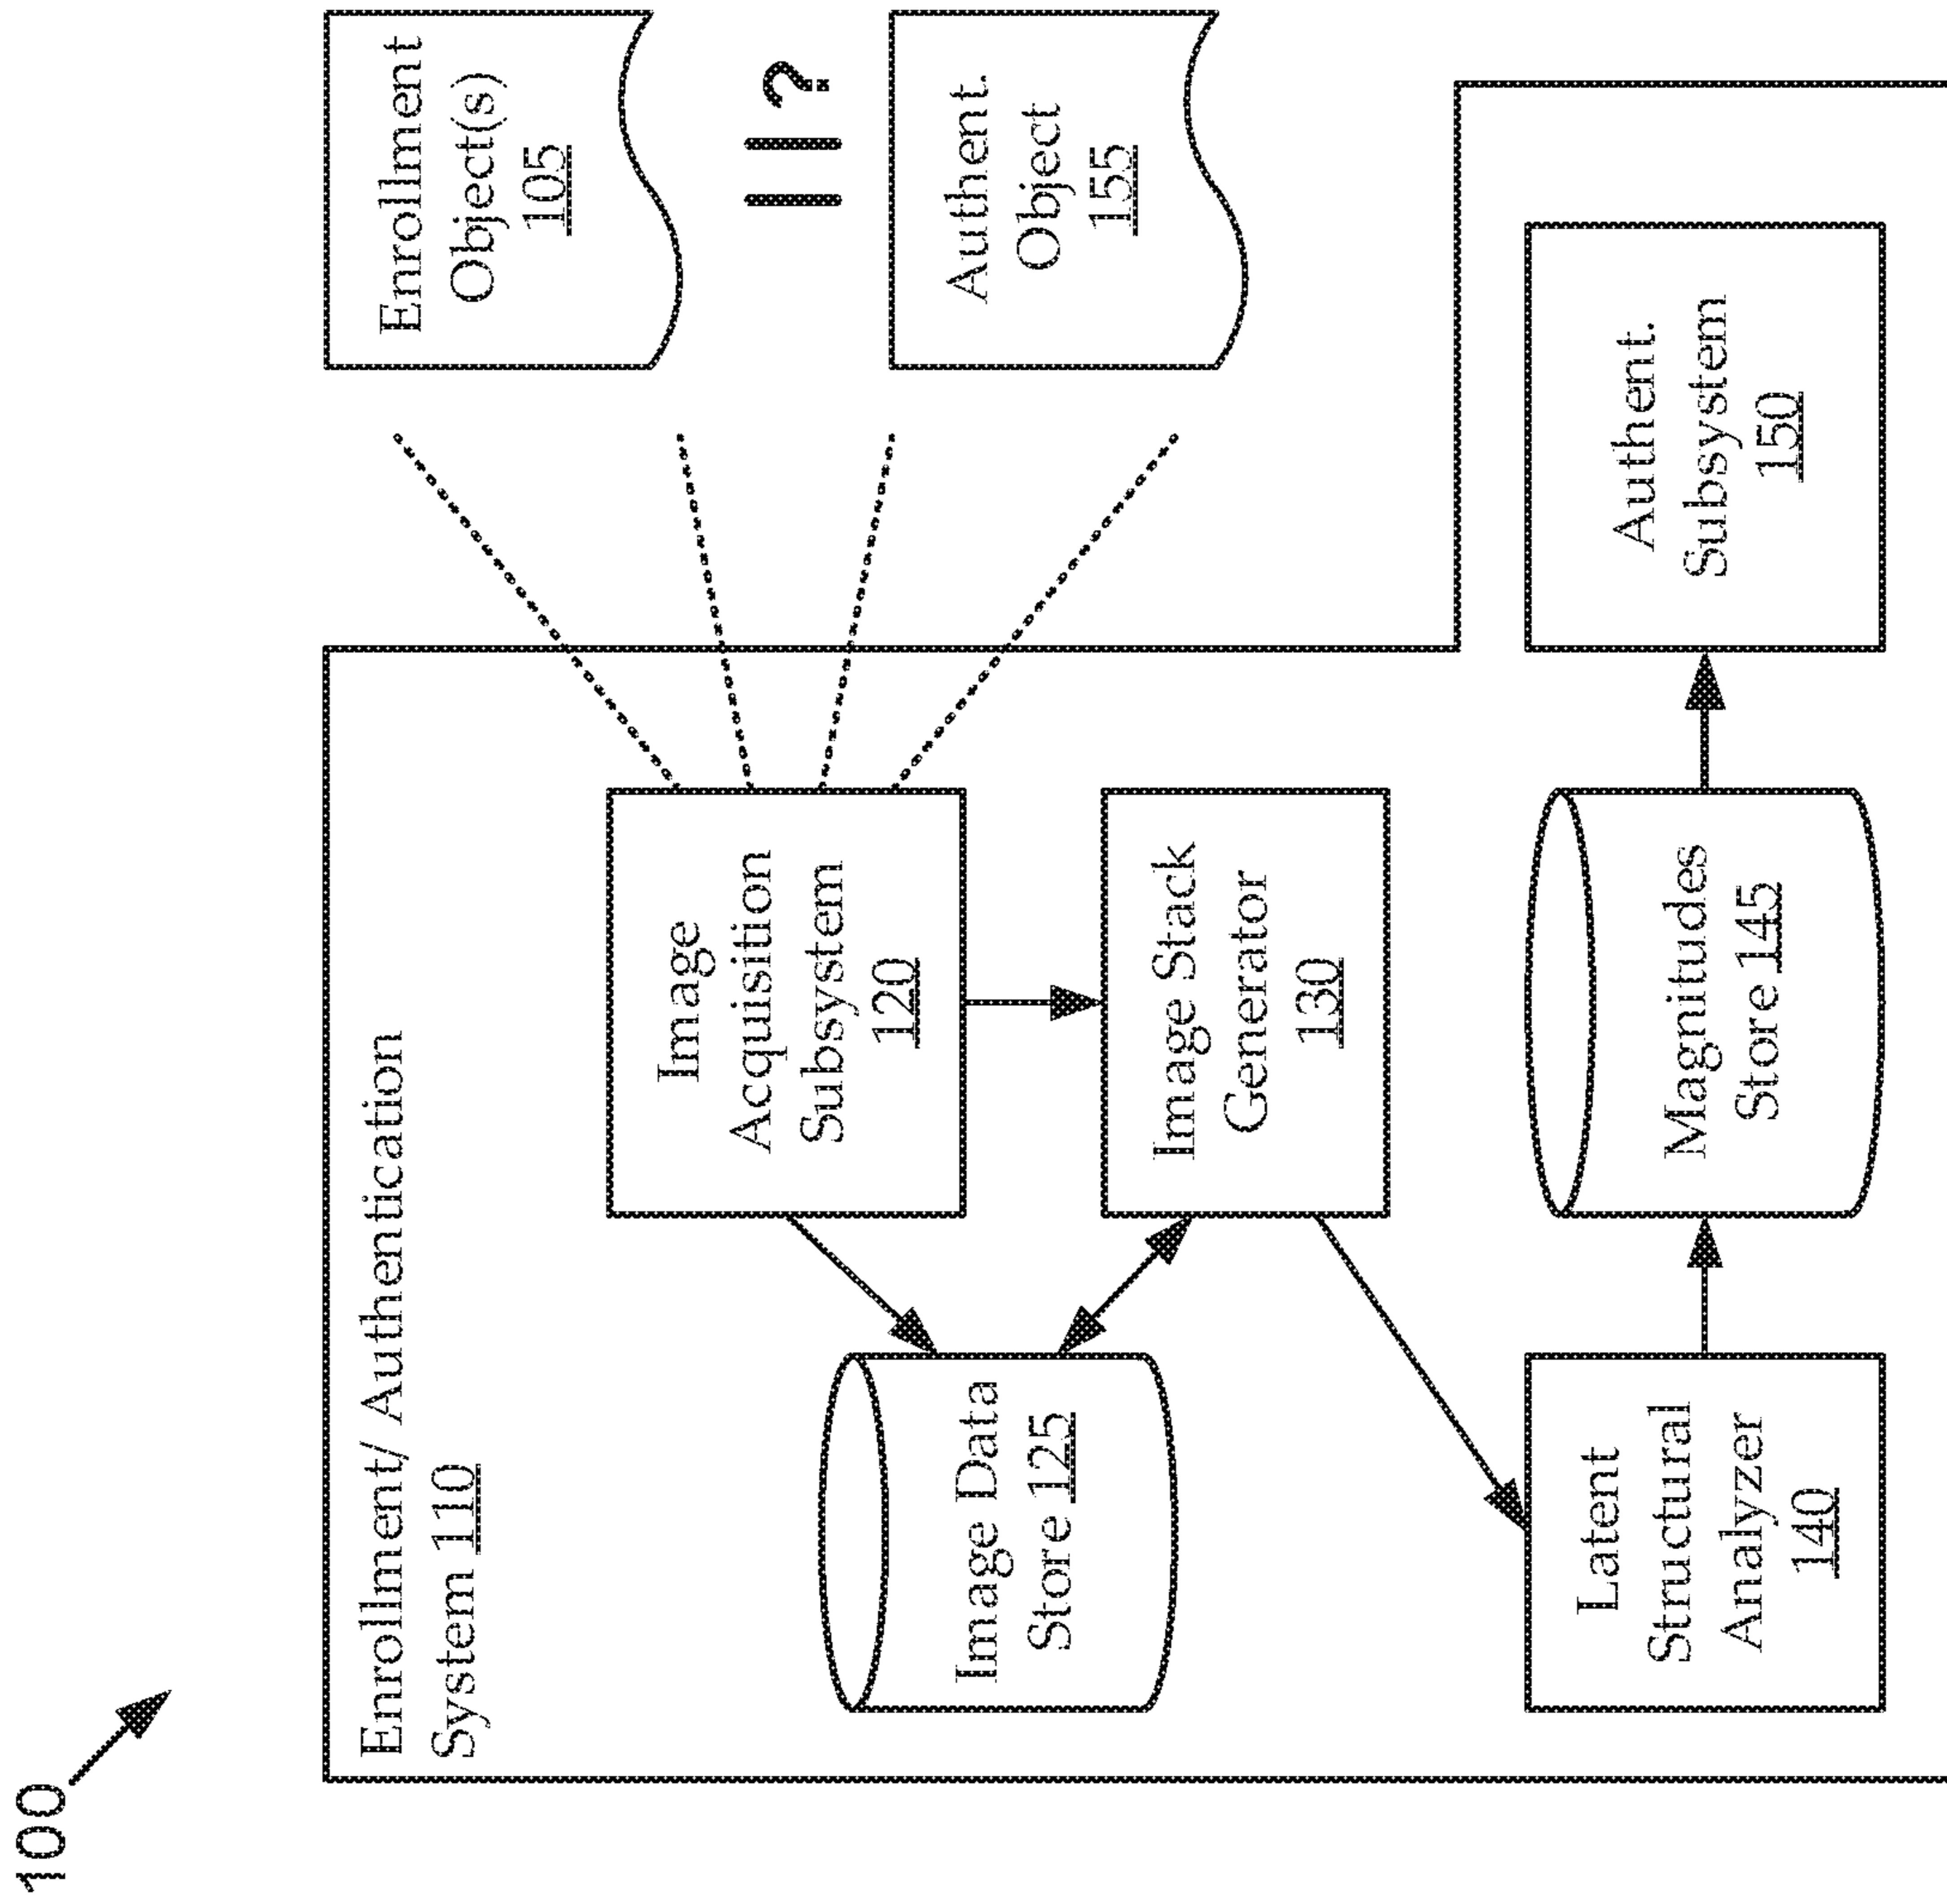 100
Enrollment/ Authentication
System 110
Enrollment
Object(s)
105
||?
Authent.
Object
155
Image
Acquisition
Subsystem
120
Image Data
Store 125
Image Stack
Generator
130
Latent
Structural
Analyzer
140
Magnitudes
Store 145
Authent.
Subsystem
150